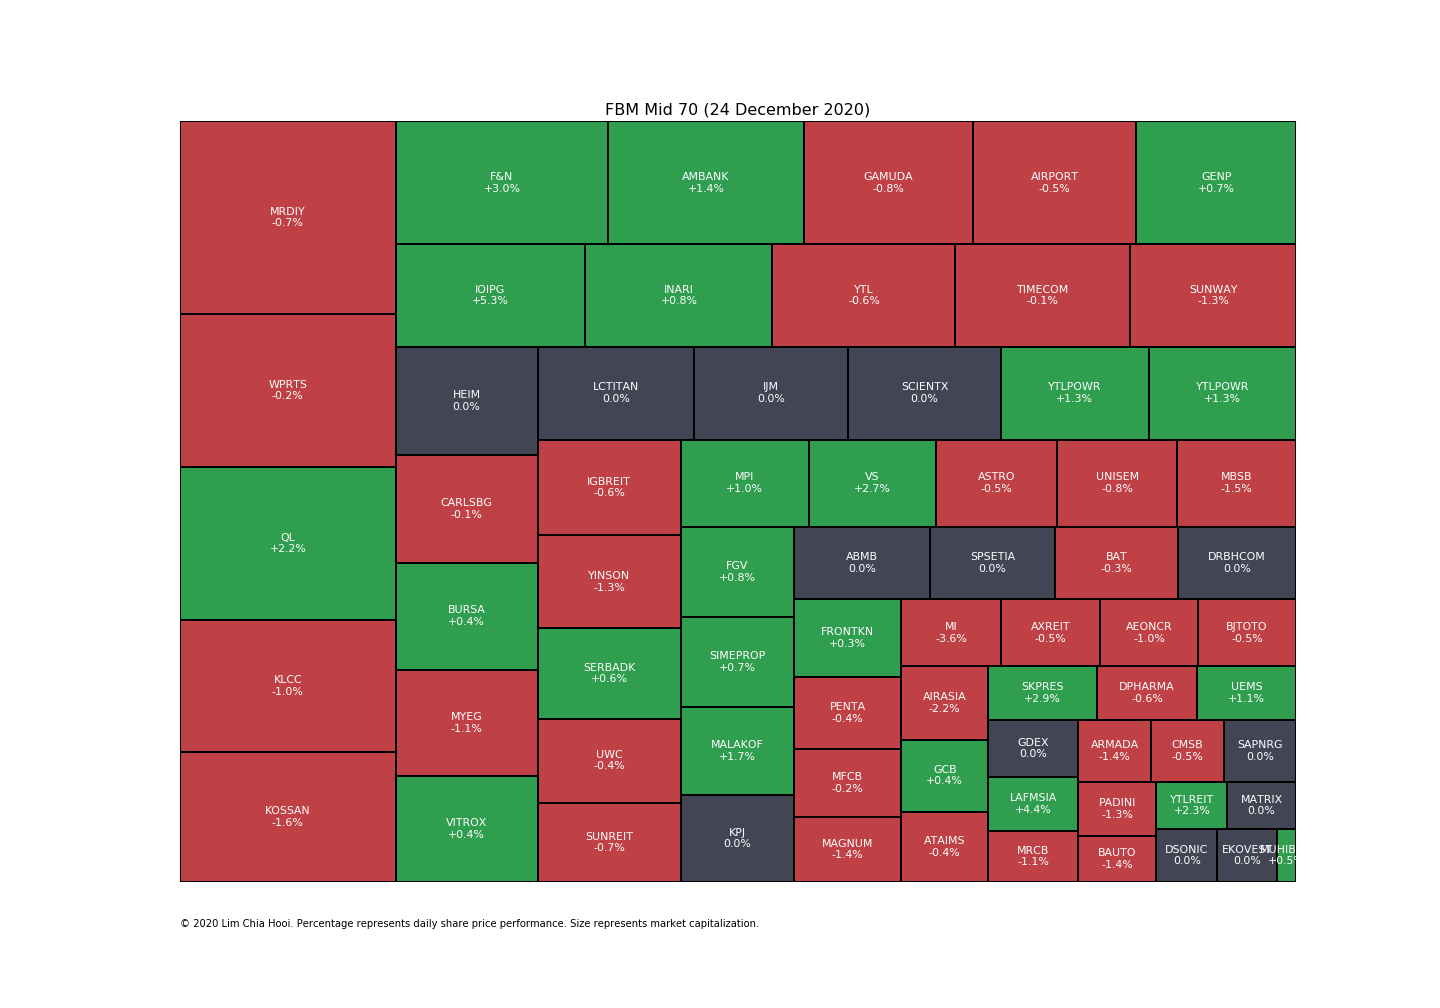 FBM Mid 70 (24 December 2020)
MRDIY
-0.7%
WPRTS
-0.2%
QL
+2.2%
KLCC
-1.0%
KOSSAN
-1.6%
F&N
+3.0%
AMBANK
+1.4%
GAMUDA
-0.8%
AIRPORT
-0.5%
GENP
+0.7%
IOIPG
+5.3%
INARI
+0.8%
YTL
-0.6%
TIMECOM
-0.1%
SUNWAY
-1.3%
HEIM
0.0%
CARLSBG
-0.1%
BURSA
+0.4%
MYEG
-1.1%
VITROX
+0.4%
LCTITAN
0.0%
IJM
0.0%
SCIENTX
0.0%
YTLPOWR
+1.3%
YTLPOWR
+1.3%
IGBREIT
-0.6%
YINSON
-1.3%
SERBADK
+0.6%
UWC
-0.4%
SUNREIT
-0.7%
MPI
+1.0%
VS
+2.7%
ASTRO
-0.5%
UNISEM
-0.8%
MBSB
-1.5%
FGV
+0.8%
SIMEPROP
+0.7%
MALAKOF
+1.7%
KPJ
0.0%
ABMB
0.0%
SPSETIA
0.0%
BAT
-0.3%
DRBHCOM
0.0%
FRONTKN
+0.3%
PENTA
-0.4%
MFCB
-0.2%
MAGNUM
-1.4%
MI
-3.6%
AXREIT
-0.5%
AEONCR
-1.0%
BJTOTO
-0.5%
AIRASIA
-2.2%
GCB
+0.4%
ATAIMS
-0.4%
SKPRES
+2.9%
DPHARMA
-0.6%
UEMS
+1.1%
GDEX
0.0%
LAFMSIA
+4.4%
MRCB
-1.1%
ARMADA
-1.4%
CMSB
-0.5%
SAPNRG
0.0%
PADINI
-1.3%
BAUTO
-1.4%
YTLREIT
+2.3%
MATRIX
0.0%
DSONIC
0.0%
EKOVEST
0.0%
MUHIB
+0.5%
© 2020 Lim Chia Hooi. Percentage represents daily share price performance. Size represents market capitalization.